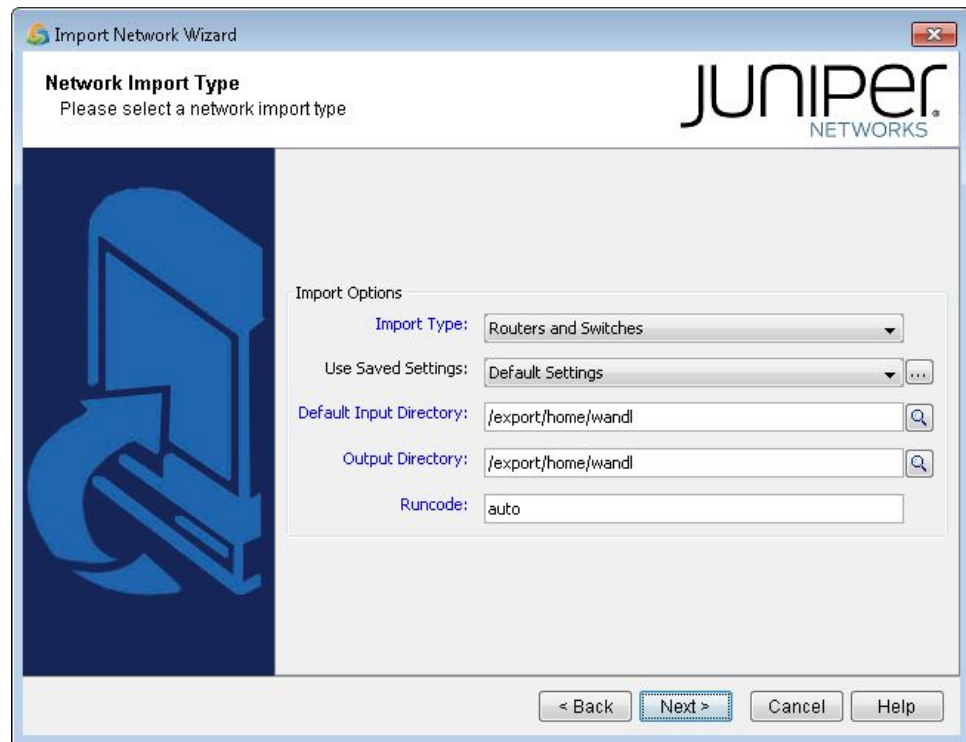 Import Network Wizard
Network Import Type
Please select a network import type
JUNIPER
NETWORKS
Import Options
Import Type: Routers and Switches
Use Saved Settings: Default Settings ...
Default Input Directory: /export/home/wandl
Output Directory: /export/home/wandl
Runcode: auto
< Back Next > Cancel Help